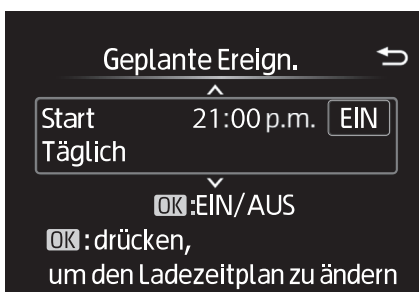 Geplante Ereign.
Start 21:00 p.m. EIN
Täglich
OK:EIN/AUS
OK: drücken,
um den Ladezeitplan zu ändern